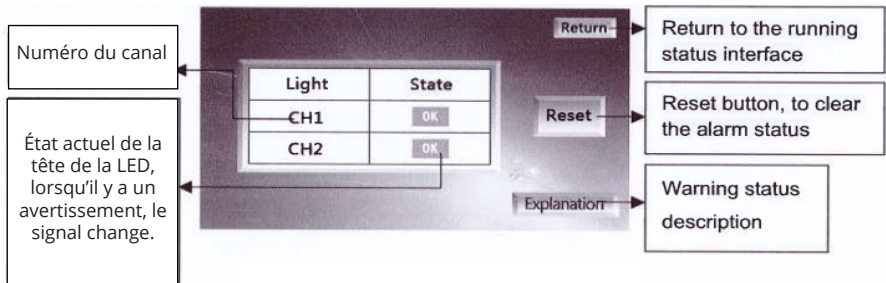 Numéro du canal
État actuel de la
tête de la LED,
lorsqu'il y a un
avertissement, le
signal change.
Light State
CH1 OK
CH2 OK
Return
Reset
Explanation
Return to the running
status interface
Reset button, to clear
the alarm status
Warning status
description